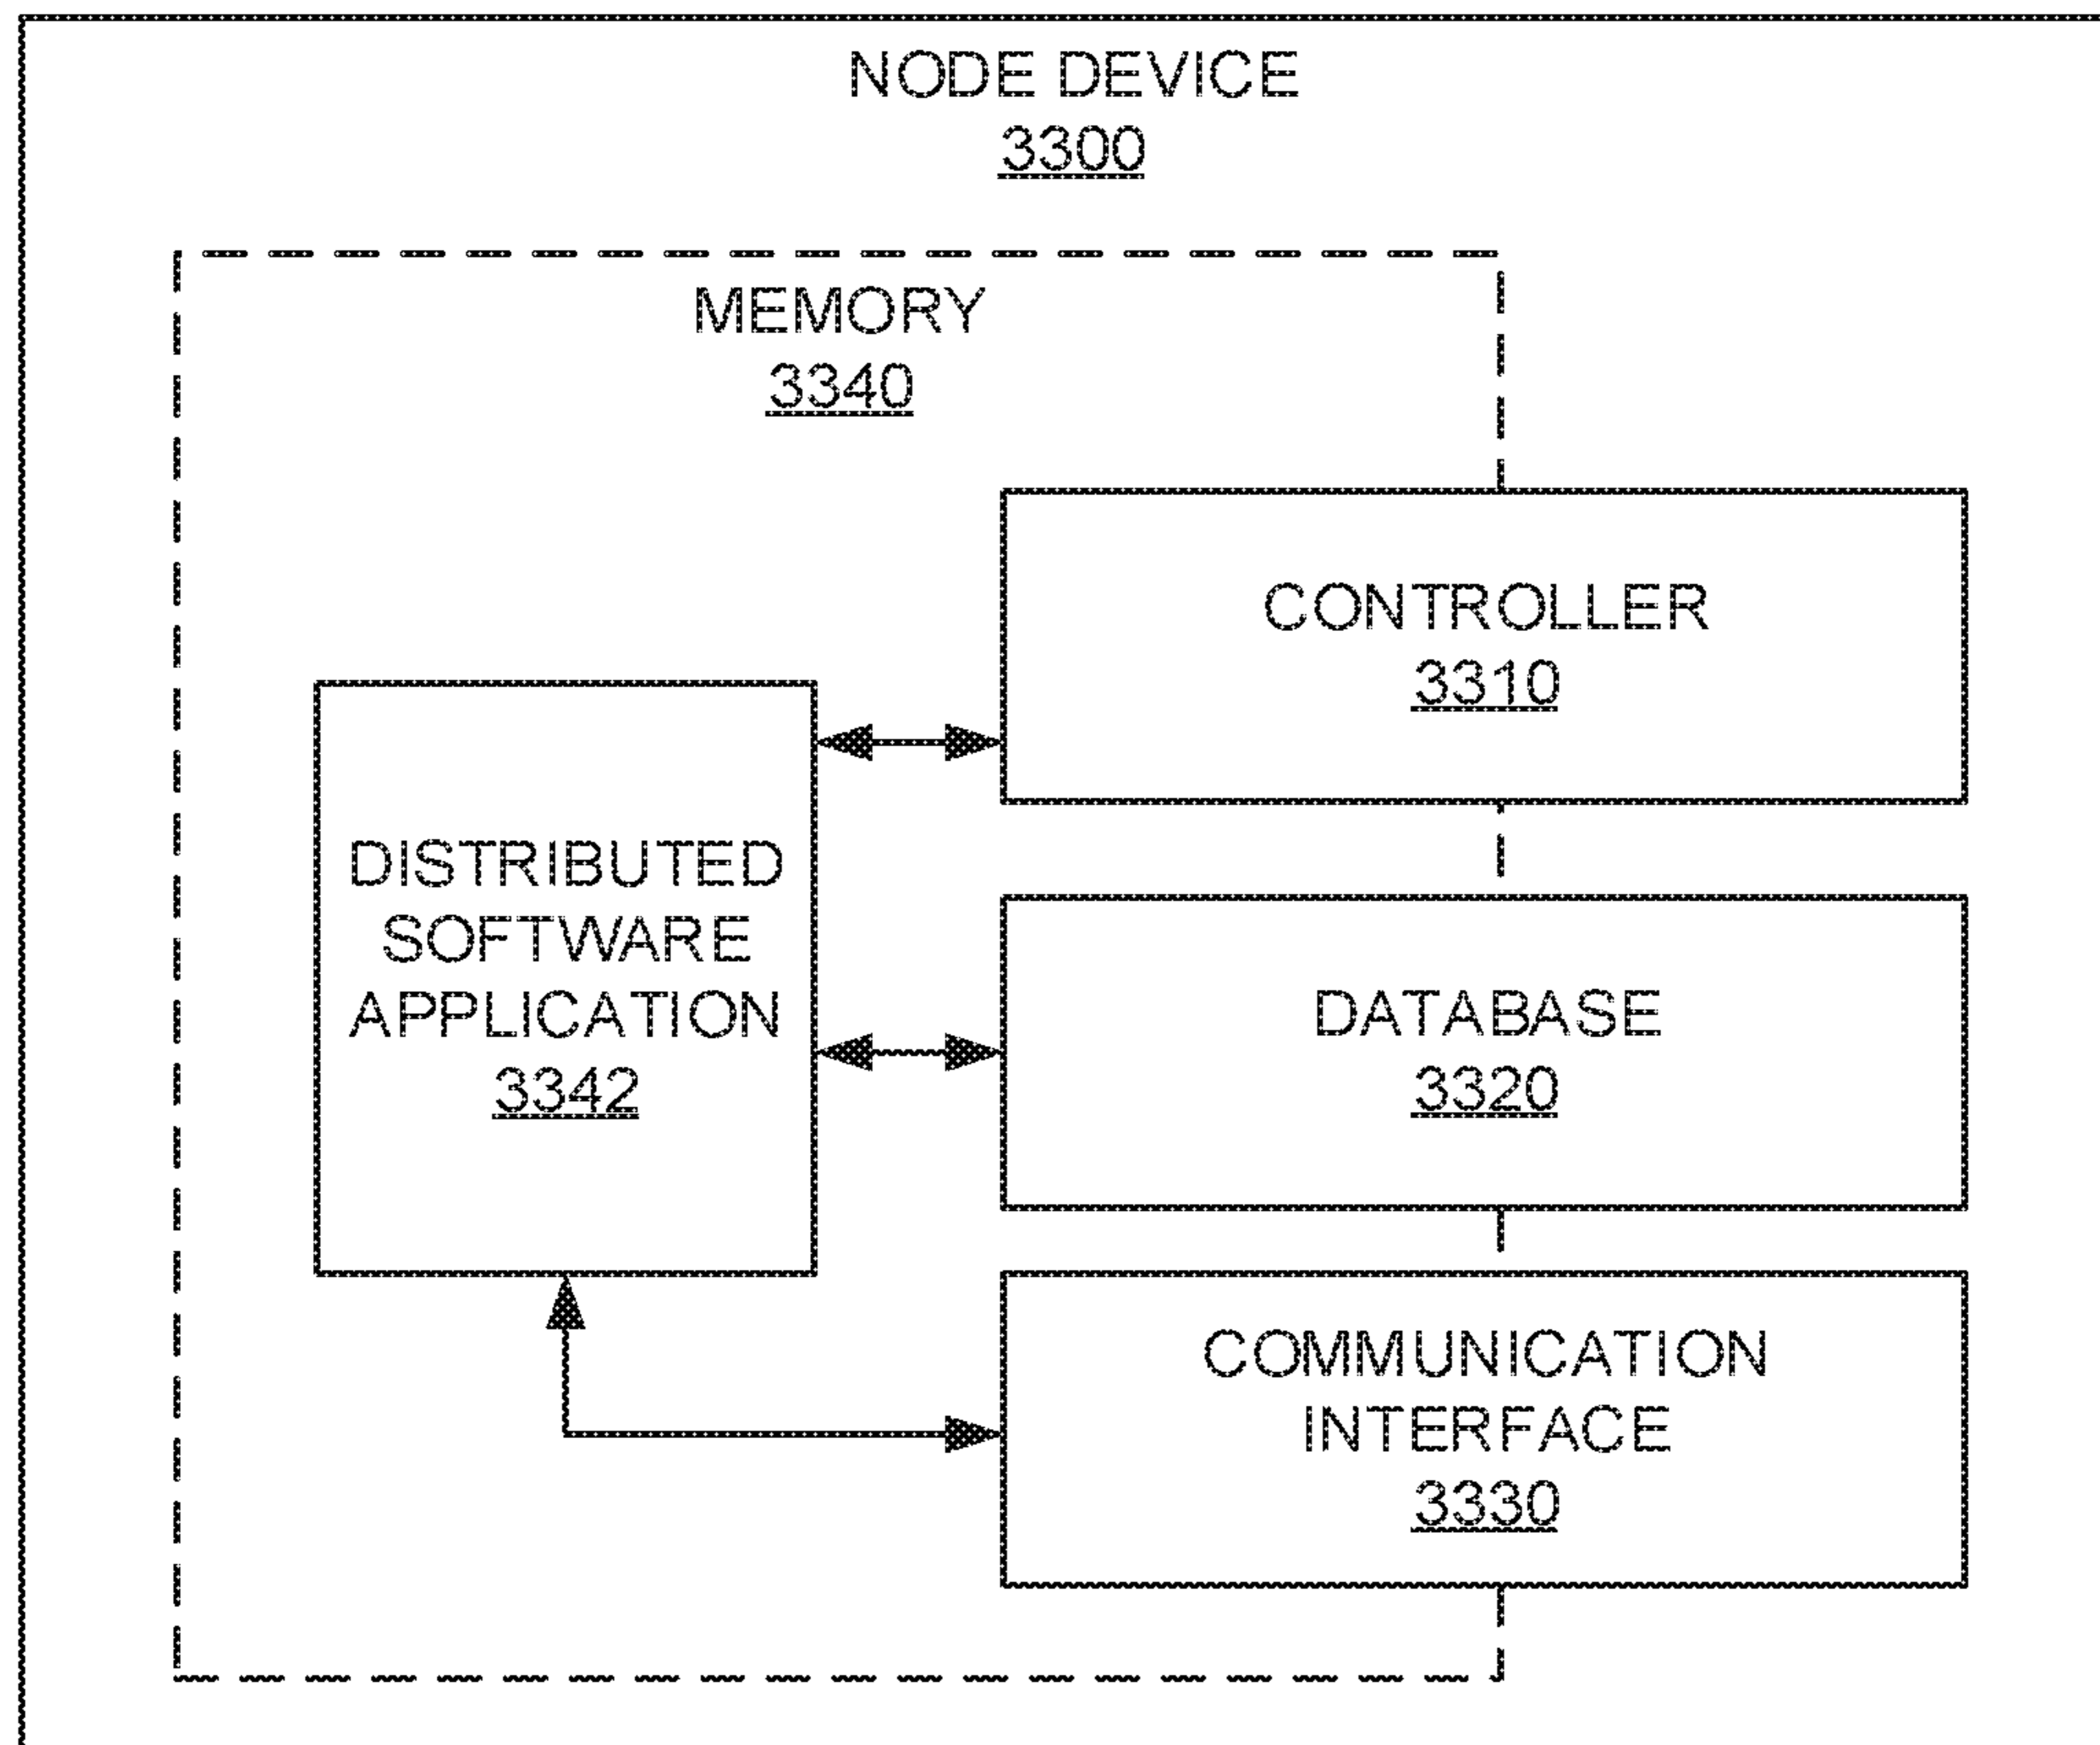 NODE DEVICE
3300
MEMORY
3340
CONTROLLER
3310
DISTRIBUTED
SOFTWARE
APPLICATION
3342
DATABASE
3320
COMMUNICATION
INTERFACE
3330